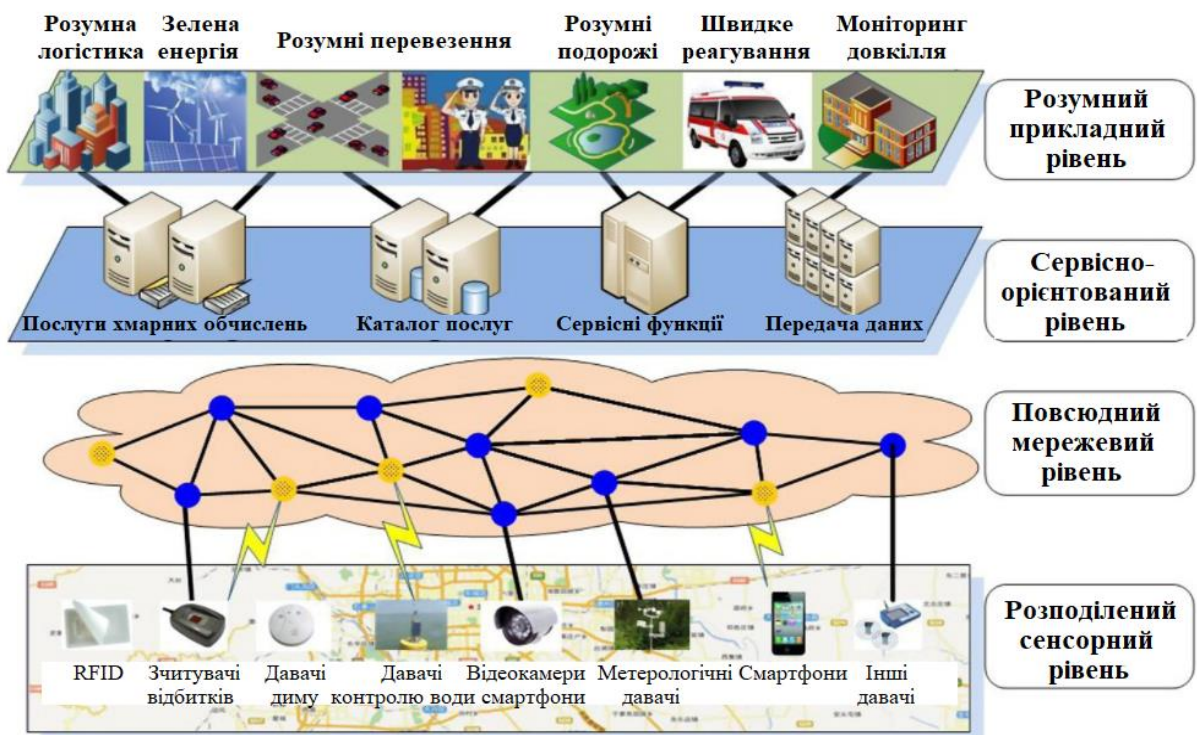 Розумна
логістика
Зелена
енергія
Розумні перевезення
Розумні
подорожі
Швидке
реагування
Моніторинг
довкілля
Розумний
прикладний
рівень
Послуги хмарних обчислень
Каталог послуг
Сервісні функції
Передача даних
Сервісно-
орієнтований
рівень
Повсюдний
мережевий
рівень
RFID
Зчитувачі
відбитків
Давачі
диму
Давачі
контролю води
Відеокамери
смартфони
Метерологічні
давачі
Смартфони
Інші
давачі
Розподілений
сенсорний
рівень